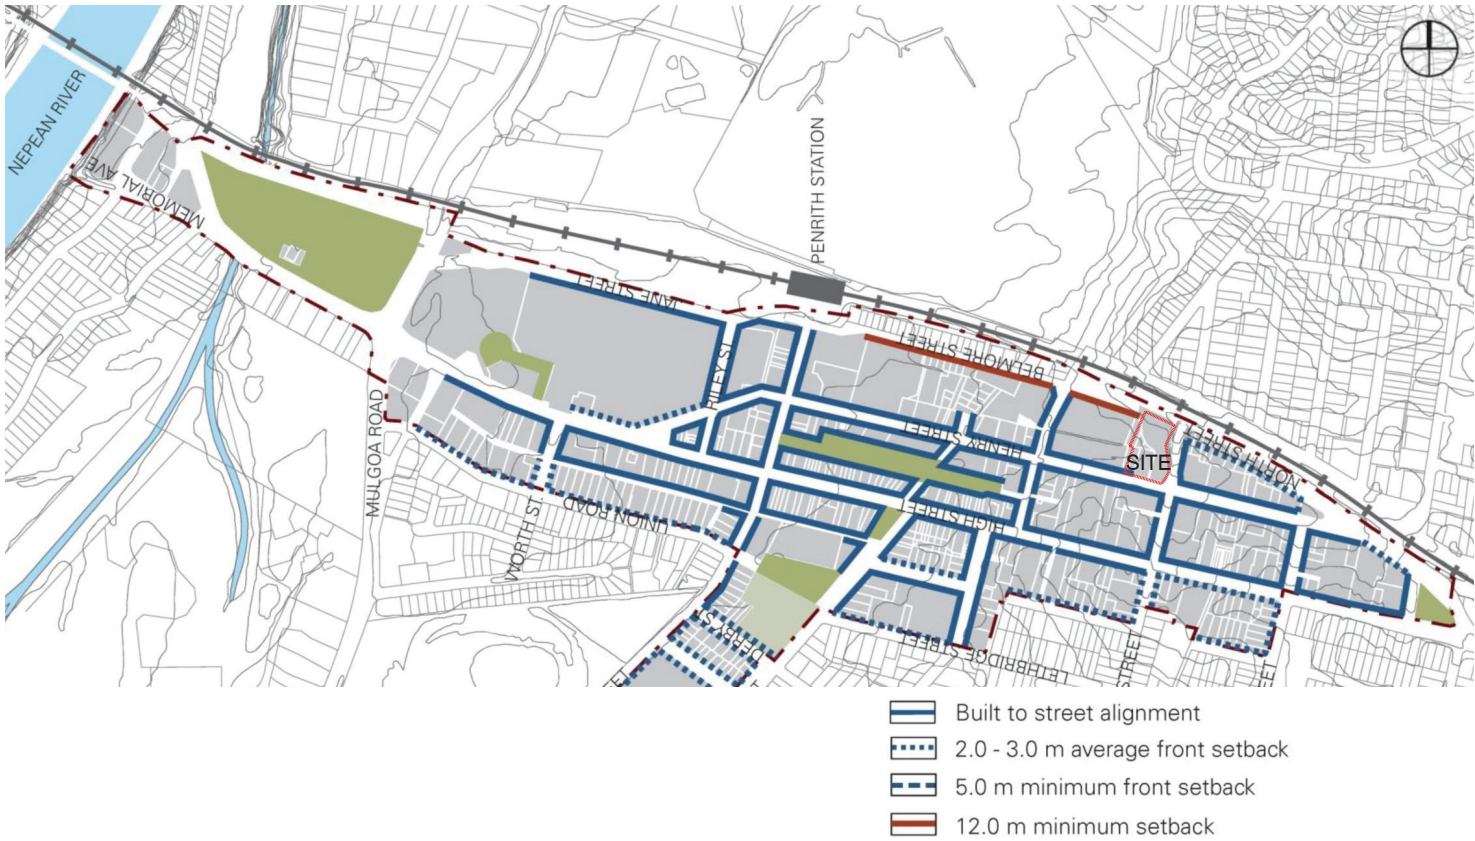 NEPEAN RIVER
MEMORIAL AVE
PENRITH STATION
JANE STREET
BELMORE STREET
RILEY ST
MULGOA ROAD
HENRY STREET
SITE
NORTH STREET
HIGH STREET
WORTH ST
UNION ROAD
DERBY ST
LETHBRIDGE STREET
STREET
EET
EET
Built to street alignment
2.0 - 3.0 m average front setback
5.0 m minimum front setback
12.0 m minimum setback